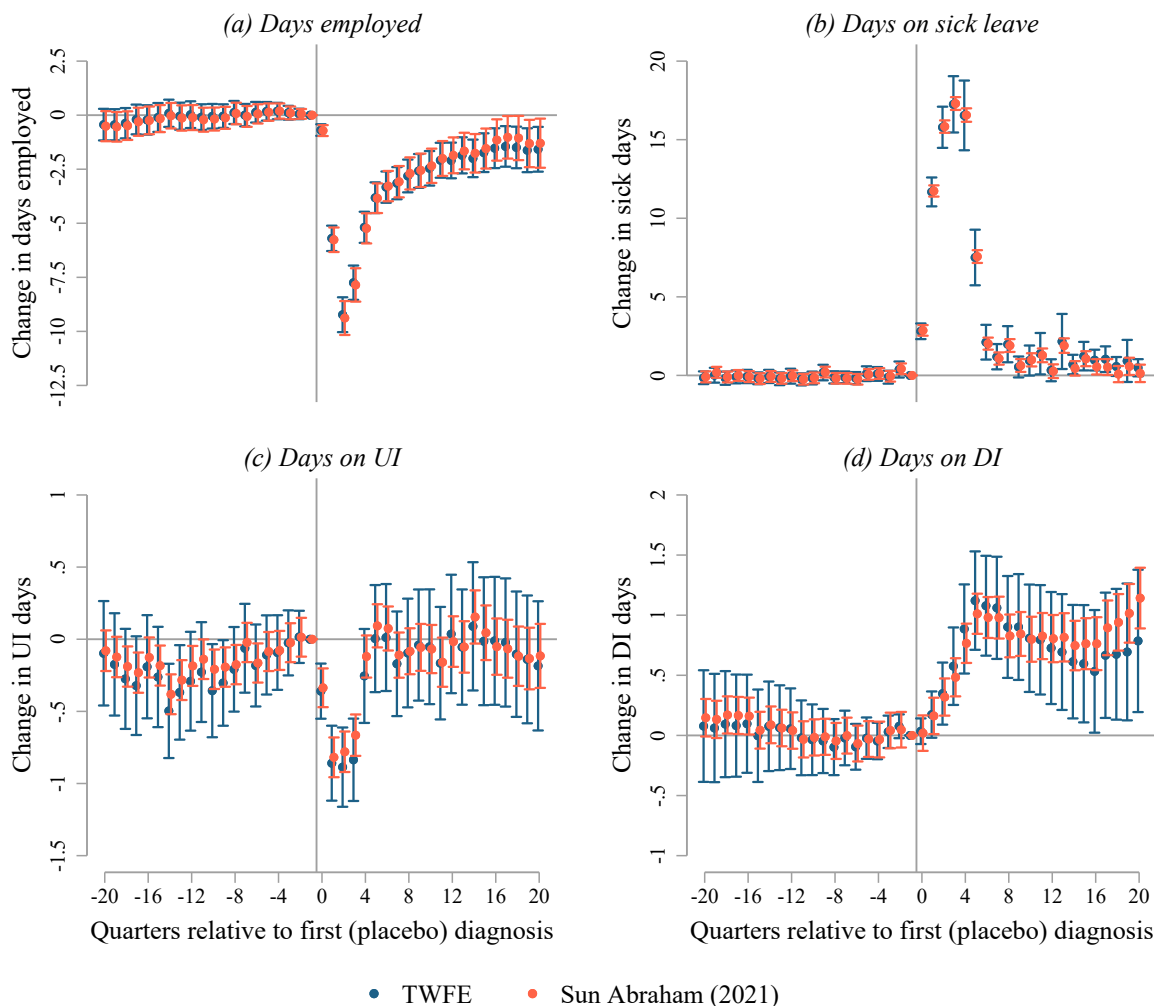 (a) Days employed
Change in days employed
2.5
0
-2.5
-5
-7.5
-10
-12.5
(b) Days on sick leave
Change in sick days
20
15
10
5
0
(c) Days on UI
Change in UI days
1
.5
0
-.5
-1
-1.5
-20 -16 -12 -8 -4 0 4 8 12 16 20
Quarters relative to first (placebo) diagnosis
(d) Days on DI
Change in DI days
2
1.5
1
.5
0
-.5
-1
-20 -16 -12 -8 -4 0 4 8 12 16 20
Quarters relative to first (placebo) diagnosis
TWFE Sun Abraham (2021)